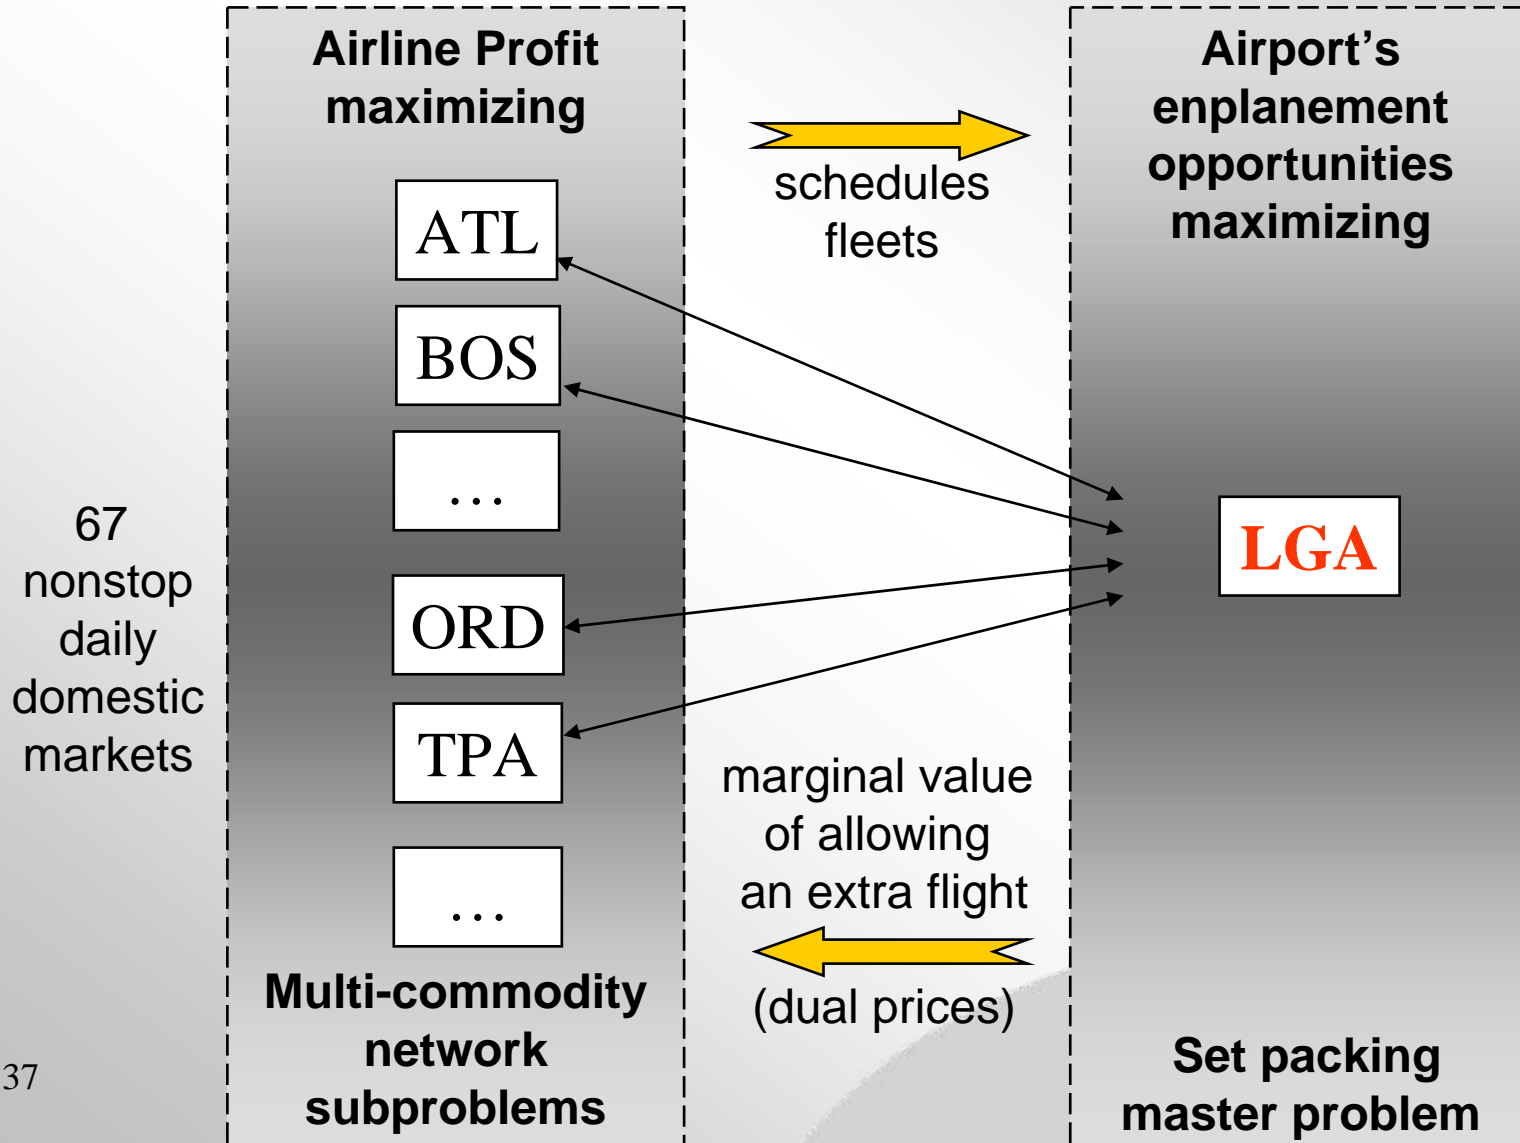 Airline Profit
maximizing
ATL
BOS
…
ORD
TPA
…
Multi-commodity
network
subproblems
67
nonstop
daily
domestic
markets
schedules
fleets
marginal value
of allowing
an extra flight
(dual prices)
Airport’s
enplanement
opportunities
maximizing
LGA
Set packing
master problem
37